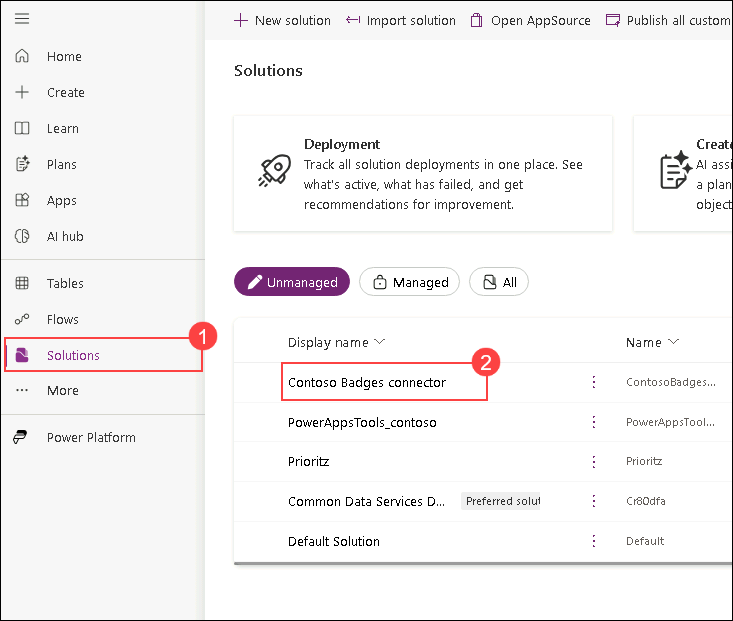 New solution Import solution Open AppSource Publish all custom
Home
Create
Learn
Plans
Apps
AI hub
Tables
Flows
Solutions
1
More
Power Platform
Solutions
Deployment
Track all solution deployments in one place. See
what's active, what has failed, and get
recommendations for improvement.
Create
AI assi
a plan
object
Unmanaged Managed All
Display name Name
2
Contoso Badges connector ContosoBadges...
PowerAppsTools_contoso PowerAppsTool...
Prioritz Prioritz
Common Data Services D... Preferred solut Cr80dfa
Default Solution Default